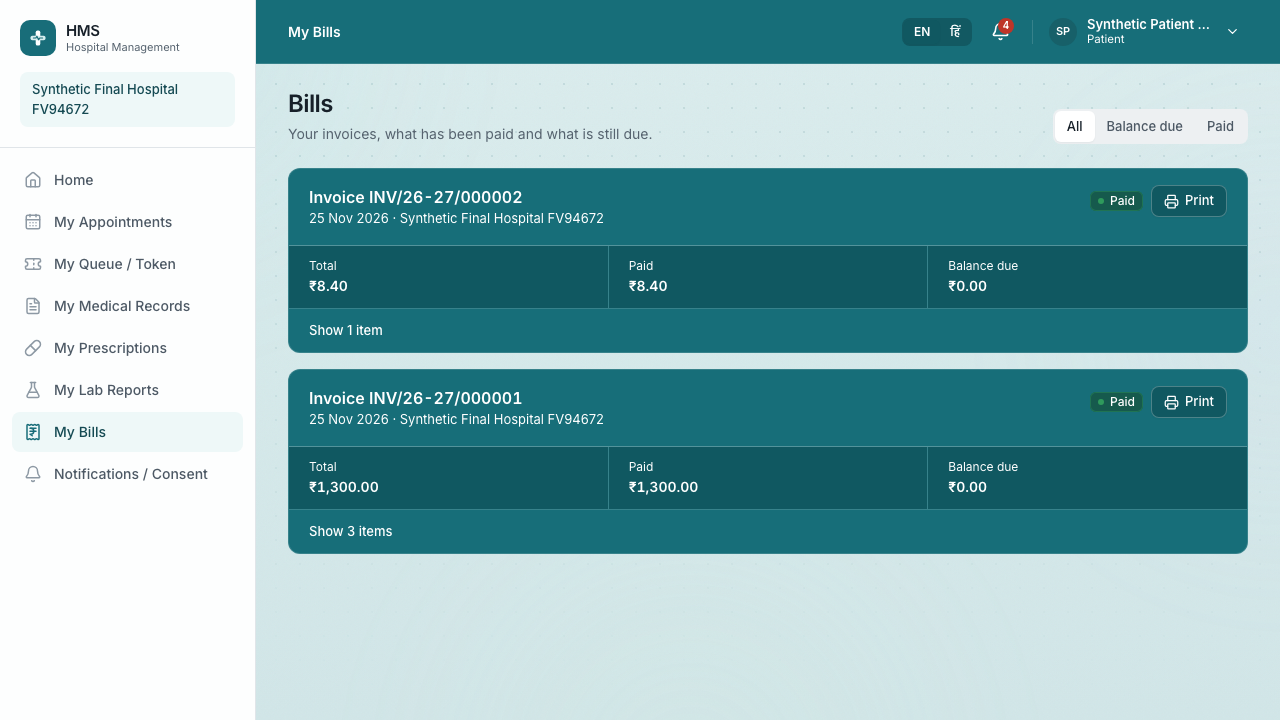 HMS
Hospital Management
Synthetic Final Hospital
FV94672
Home
My Appointments
My Queue / Token
My Medical Records
My Prescriptions
My Lab Reports
My Bills
Notifications / Consent
My Bills
EN
हिं
4
SP
Synthetic Patient ...
Patient
Bills
Your invoices, what has been paid and what is still due.
All
Balance due
Paid
Invoice INV/26-27/000002
25 Nov 2026 · Synthetic Final Hospital FV94672
Paid
Print
Total
₹8.40
Paid
₹8.40
Balance due
₹0.00
Show 1 item
Invoice INV/26-27/000001
25 Nov 2026 · Synthetic Final Hospital FV94672
Paid
Print
Total
₹1,300.00
Paid
₹1,300.00
Balance due
₹0.00
Show 3 items